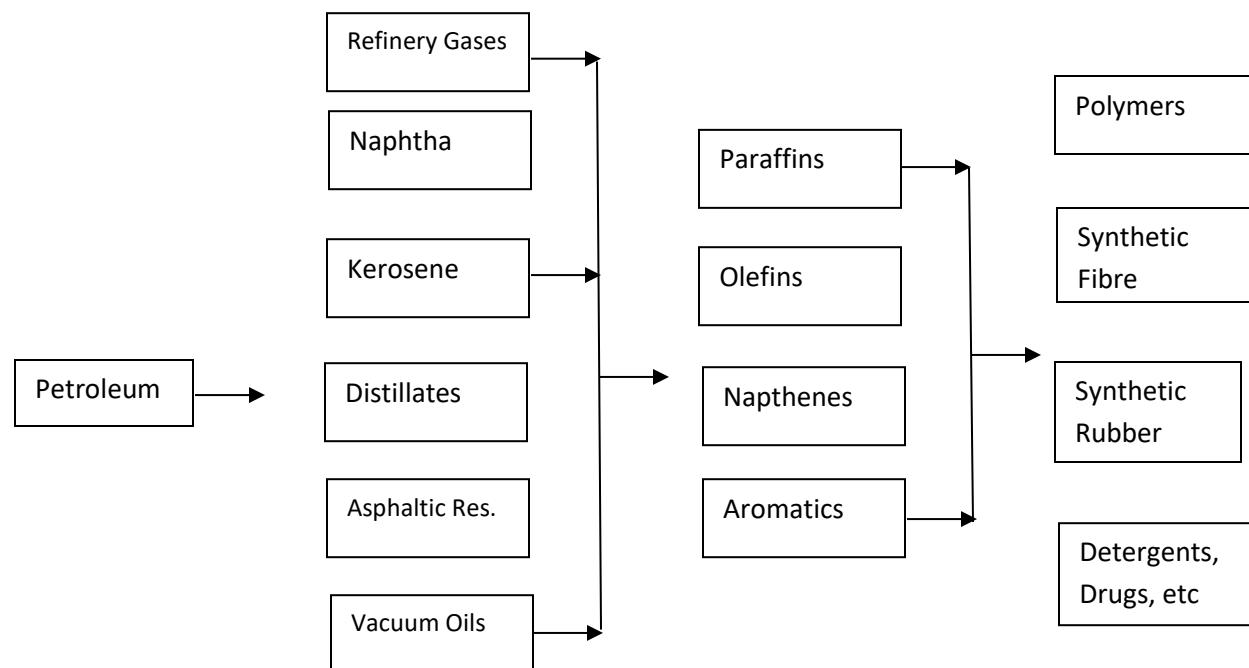 Refinery Gases
Naphtha
Kerosene
Petroleum
Distillates
Asphaltic Res.
Vacuum Oils
Paraffins
Olefins
Napthenes
Aromatics
Polymers
Synthetic
Fibre
Synthetic
Rubber
Detergents,
Drugs, etc